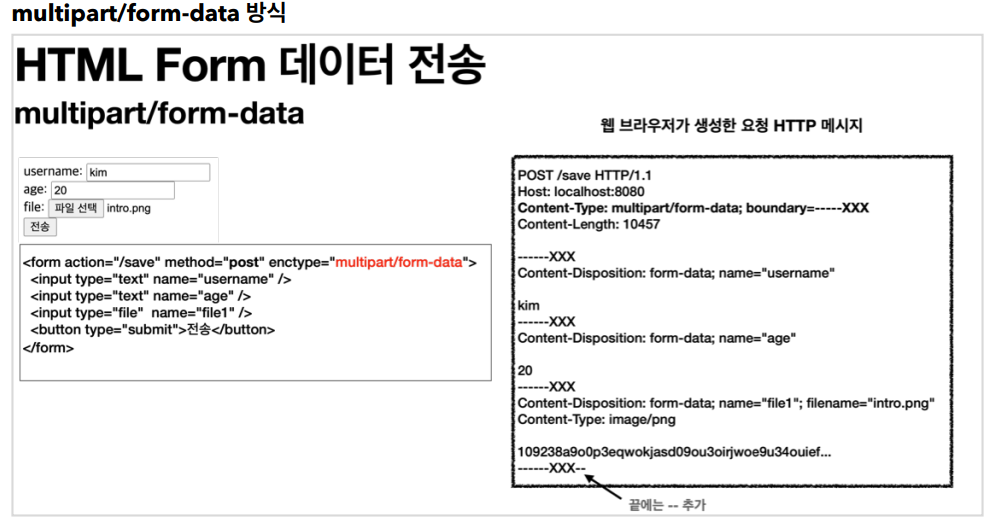 multipart/form-data 방식
HTML Form 데이터 전송
multipart/form-data
username: kim
age: 20
file: 파일 선택 intro.png
전송
<form action="/save" method="post" enctype="multipart/form-data">
<input type="text" name="username" />
<input type="text" name="age" />
<input type="file"  name="file1" />
<button type="submit">전송</button>
</form>
웹 브라우저가 생성한 요청 HTTP 메시지
POST /save HTTP/1.1
Host: localhost:8080
Content-Type: multipart/form-data; boundary=-----XXX
Content-Length: 10457
------XXX
Content-Disposition: form-data; name="username"
kim
------XXX
Content-Disposition: form-data; name="age"
20
------XXX
Content-Disposition: form-data; name="file1"; filename="intro.png"
Content-Type: image/png
109238a9o0p3eqwokjasd09ou3oirjwoe9u34ouief...
------XXX--
끝에는 -- 추가